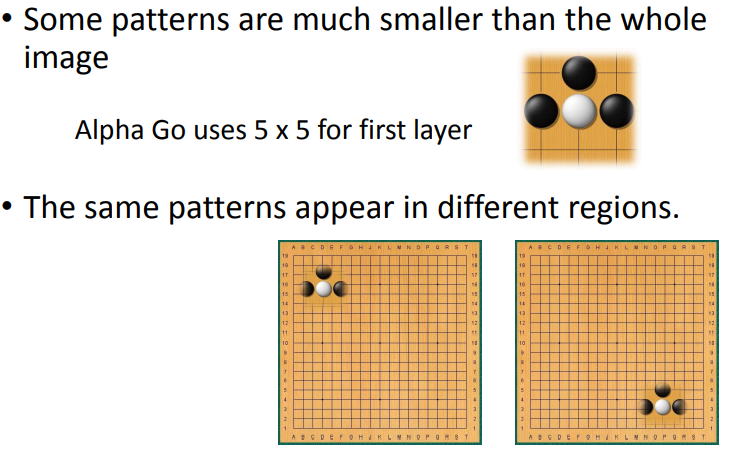 • Some patterns are much smaller than the whole
image
Alpha Go uses 5 x 5 for first layer
• The same patterns appear in different regions.